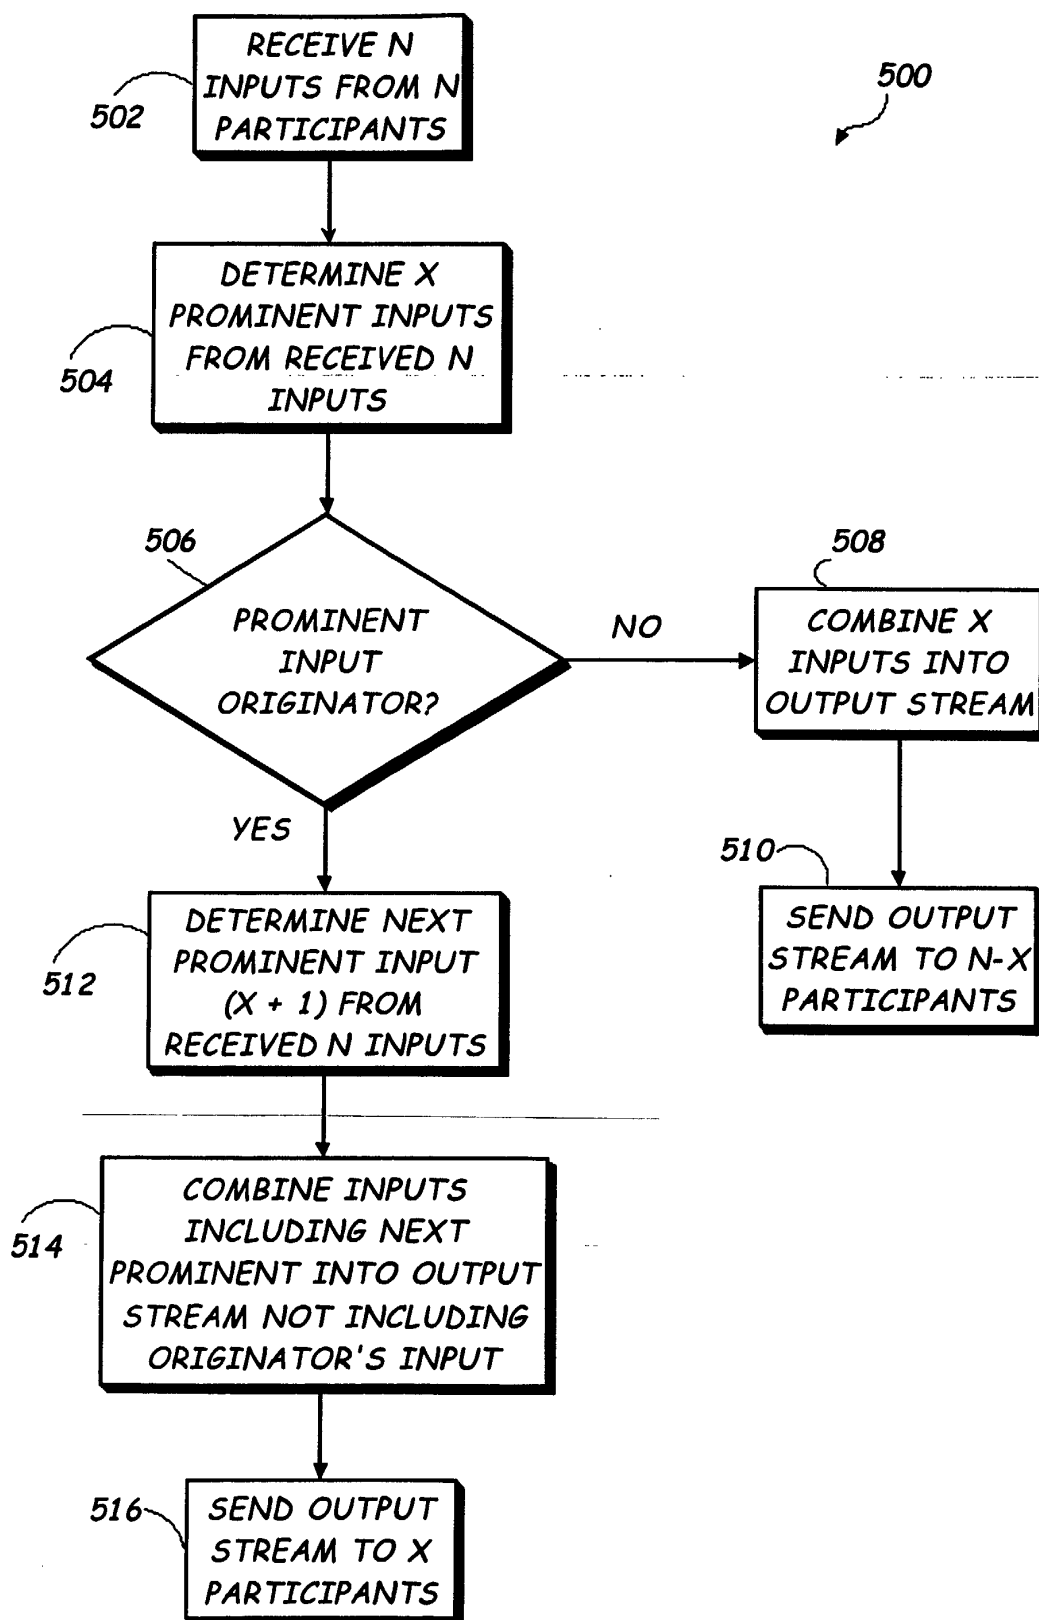 RECEIVE N
INPUTS FROM N
PARTICIPANTS
502
500
DETERMINE X
PROMINENT INPUTS
FROM RECEIVED N
INPUTS
504
506
PROMINENT
INPUT
ORIGINATOR?
NO
508
COMBINE X
INPUTS INTO
OUTPUT STREAM
YES
510
SEND OUTPUT
STREAM TO N-X
PARTICIPANTS
DETERMINE NEXT
PROMINENT INPUT
(X + 1) FROM
RECEIVED N INPUTS
512
COMBINE INPUTS
INCLUDING NEXT
PROMINENT INTO OUTPUT
STREAM NOT INCLUDING
ORIGINATOR'S INPUT
514
SEND OUTPUT
STREAM TO X
PARTICIPANTS
516